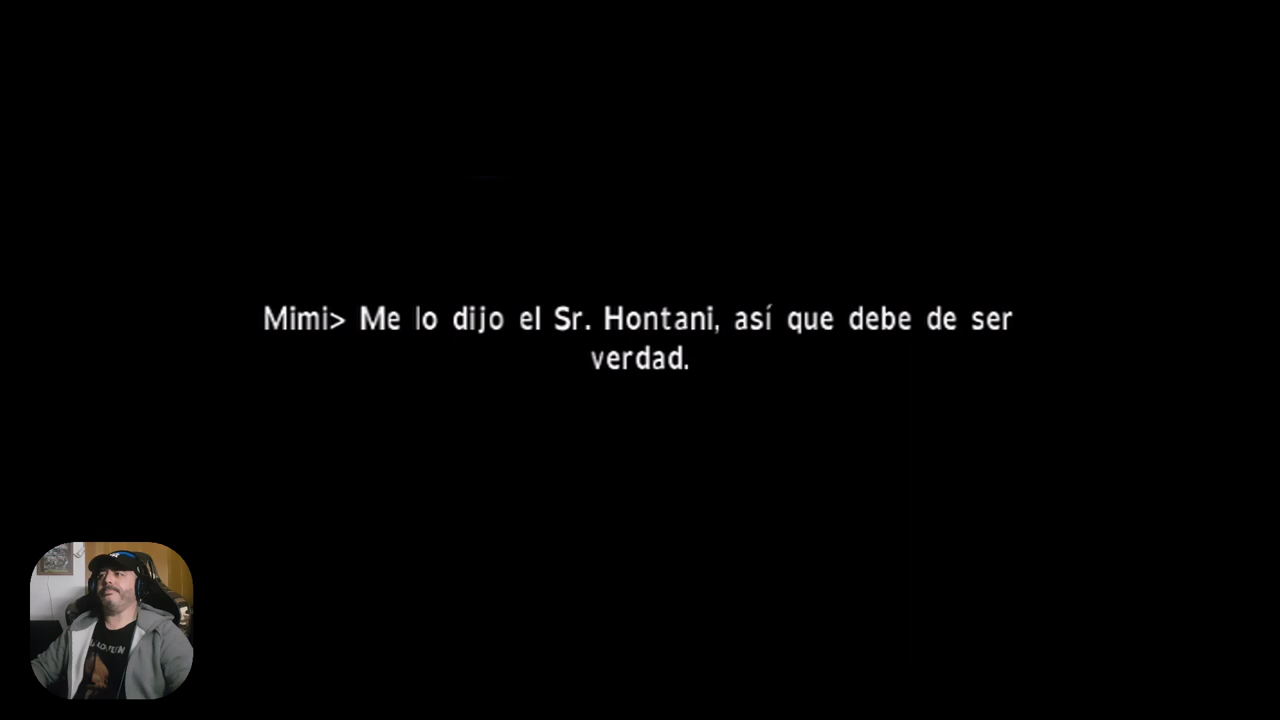 Mimi> Me lo dijo el Sr. Hontani, así que debe de ser
verdad.